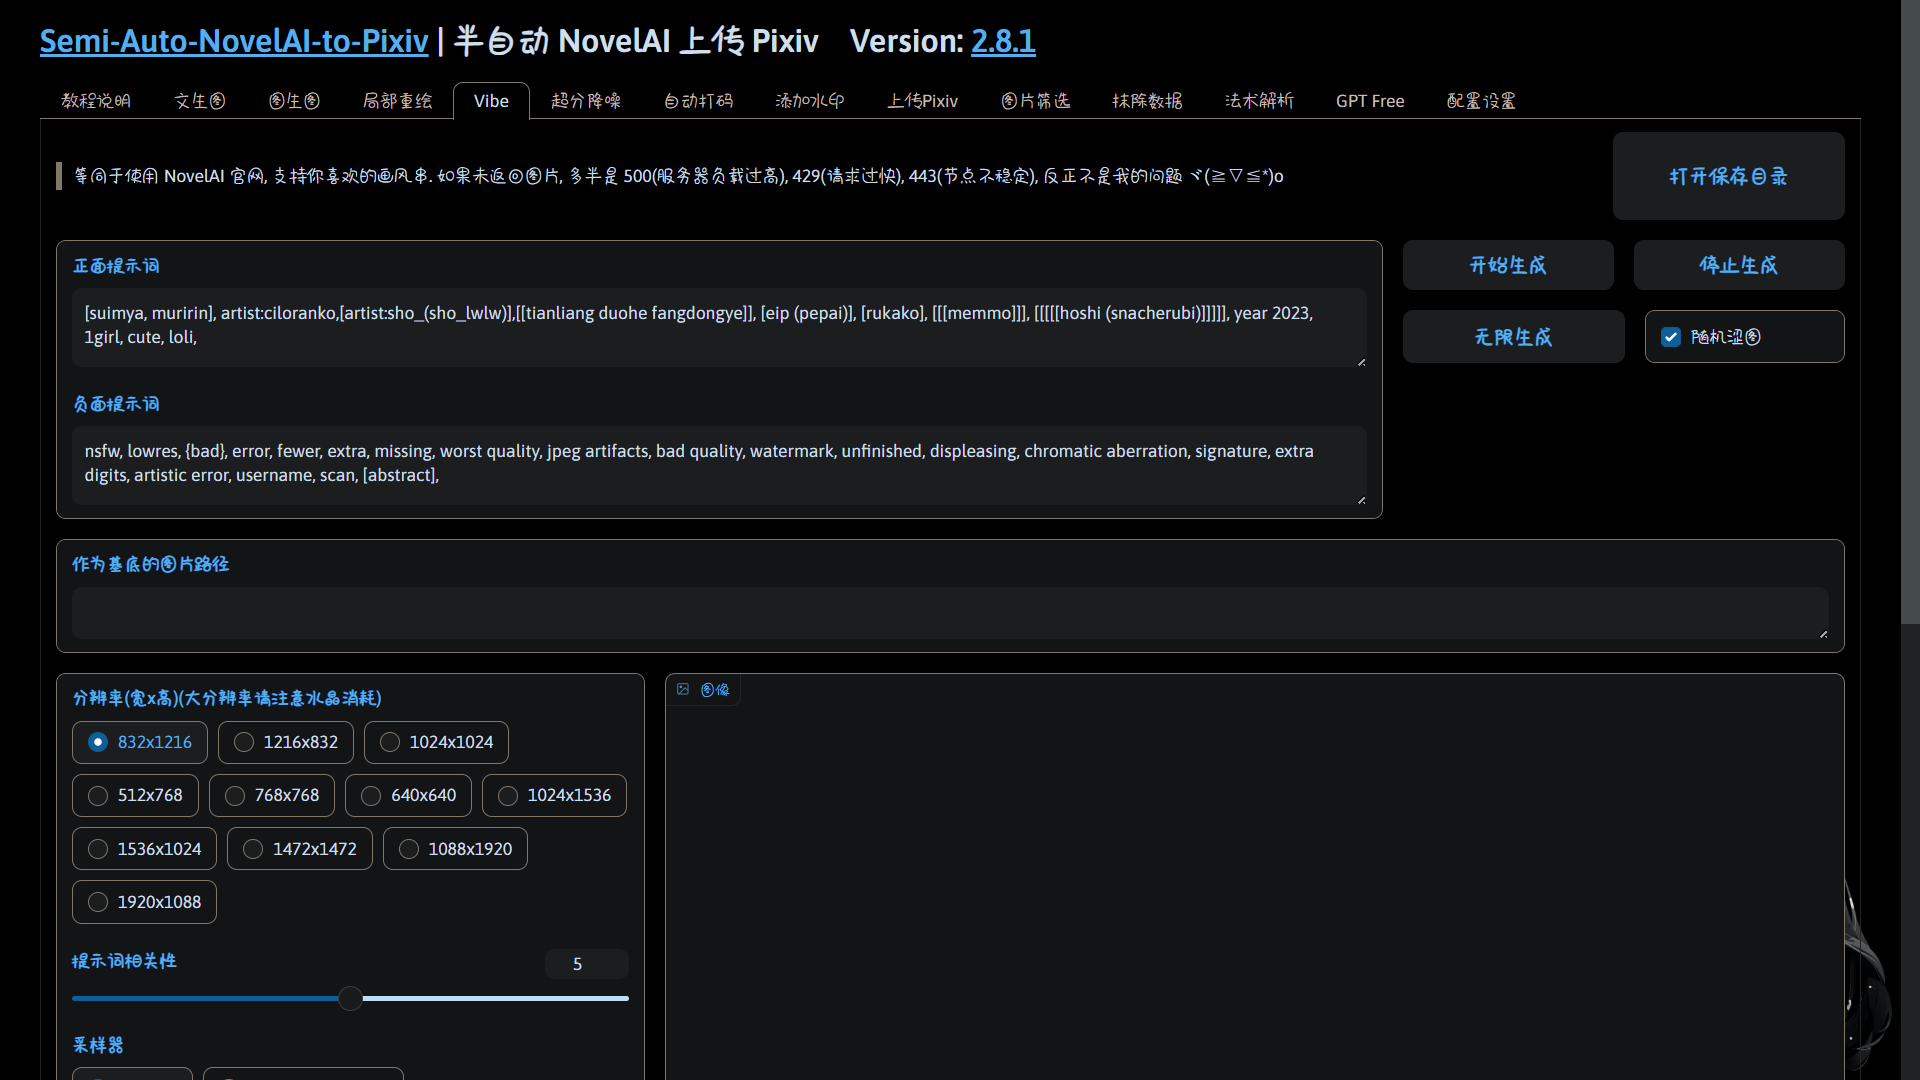 Semi-Auto-NovelAI-to-Pixiv | 半自动 NovelAI 上传 Pixiv Version: 2.8.1
教程说明 文生图 图生图 局部重绘 Vibe 超分降噪 自动打码 添加水印 上传Pixiv 图片筛选 抹除数据 法术解析 GPT Free 配置设置
等同于使用 NovelAI 官网, 支持你喜欢的画风串. 如果未返回图片, 多半是 500(服务器负载过高), 429(请求过快), 443(节点不稳定), 反正不是我的问题ヾ(≧▽≦*)o
打开保存目录
正面提示词
[suimya, muririn], artist:ciloranko,[artist:sho_(sho_lwlw)],[[tianliang duohe fangdongye]], [eip (pepai)], [rukako], [[[memmo]]], [[[[[hoshi (snacherubi)]]]]], year 2023,
1girl, cute, loli,
开始生成 停止生成
无限生成 随机涩图
负面提示词
nsfw, lowres, {bad}, error, fewer, extra, missing, worst quality, jpeg artifacts, bad quality, watermark, unfinished, displeasing, chromatic aberration, signature, extra
digits, artistic error, username, scan, [abstract],
作为基底的图片路径
分辨率(宽x高)(大分辨率请注意水晶消耗)
832x1216 1216x832 1024x1024
512x768 768x768 640x640 1024x1536
1536x1024 1472x1472 1088x1920
1920x1088
提示词相关性 5
采样器
图像